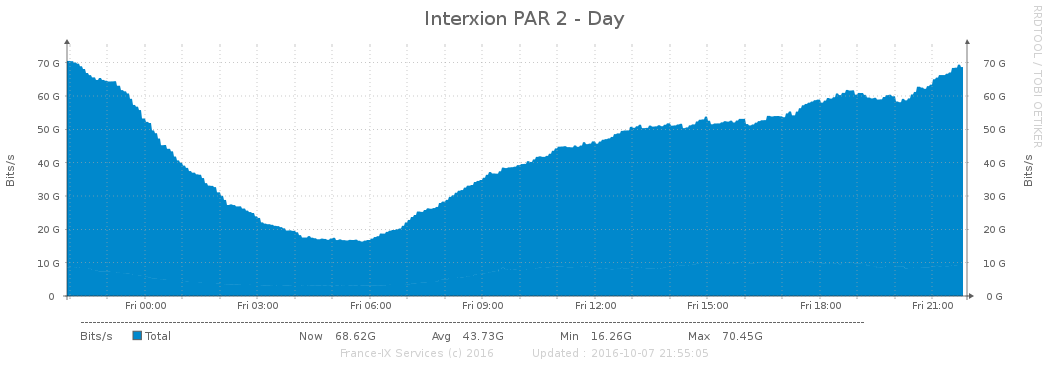 Interxion PAR 2 - Day
RRDTOOL / TOBI OETIKER
Bits/s
Bits/s
70 G 70 G
60 G 60 G
50 G 50 G
40 G 40 G
30 G 30 G
20 G 20 G
10 G 10 G
0 0 G
Fri 00:00 Fri 03:00 Fri 06:00 Fri 09:00 Fri 12:00 Fri 15:00 Fri 18:00 Fri 21:00
Bits/s Total Now 68.62G Avg 43.73G Min 16.26G Max 70.45G
France-IX Services (c) 2016 Updated : 2016-10-07 21:55:05